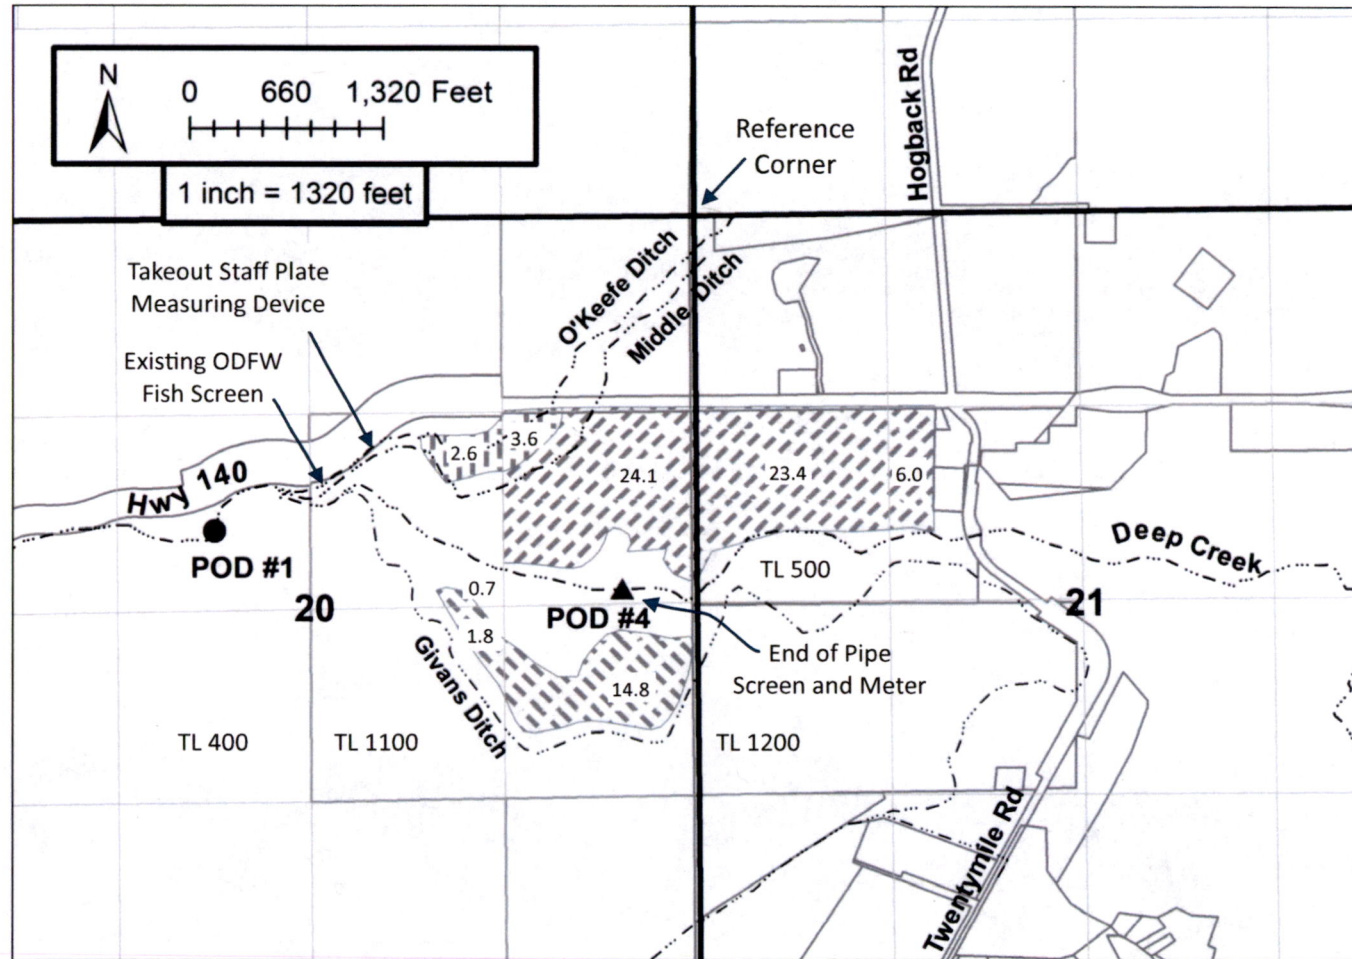 N
0 660 1,320 Feet
1 inch = 1320 feet
Reference
Corner
Hogback Rd
O'Keefe Ditch
Middle Ditch
Takeout Staff Plate
Measuring Device
Existing ODFW
Fish Screen
Hwy 140
2.6
3.6
24.1
23.4
6.0
POD #1
Deep Creek
TL 500
0.7
20
POD #4
21
1.8
End of Pipe
Screen and Meter
14.8
Givans Ditch
TL 400
TL 1100
TL 1200
Twentymile Rd